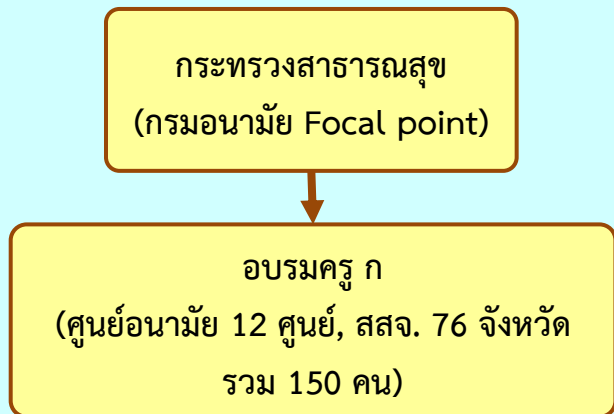 กระทรวงสาธารณสุข
(กรมอนามัย Focal point)
อบรมครู ก
(ศูนย์อนามัย 12 ศูนย์, สสจ. 76 จังหวัด
รวม 150 คน)